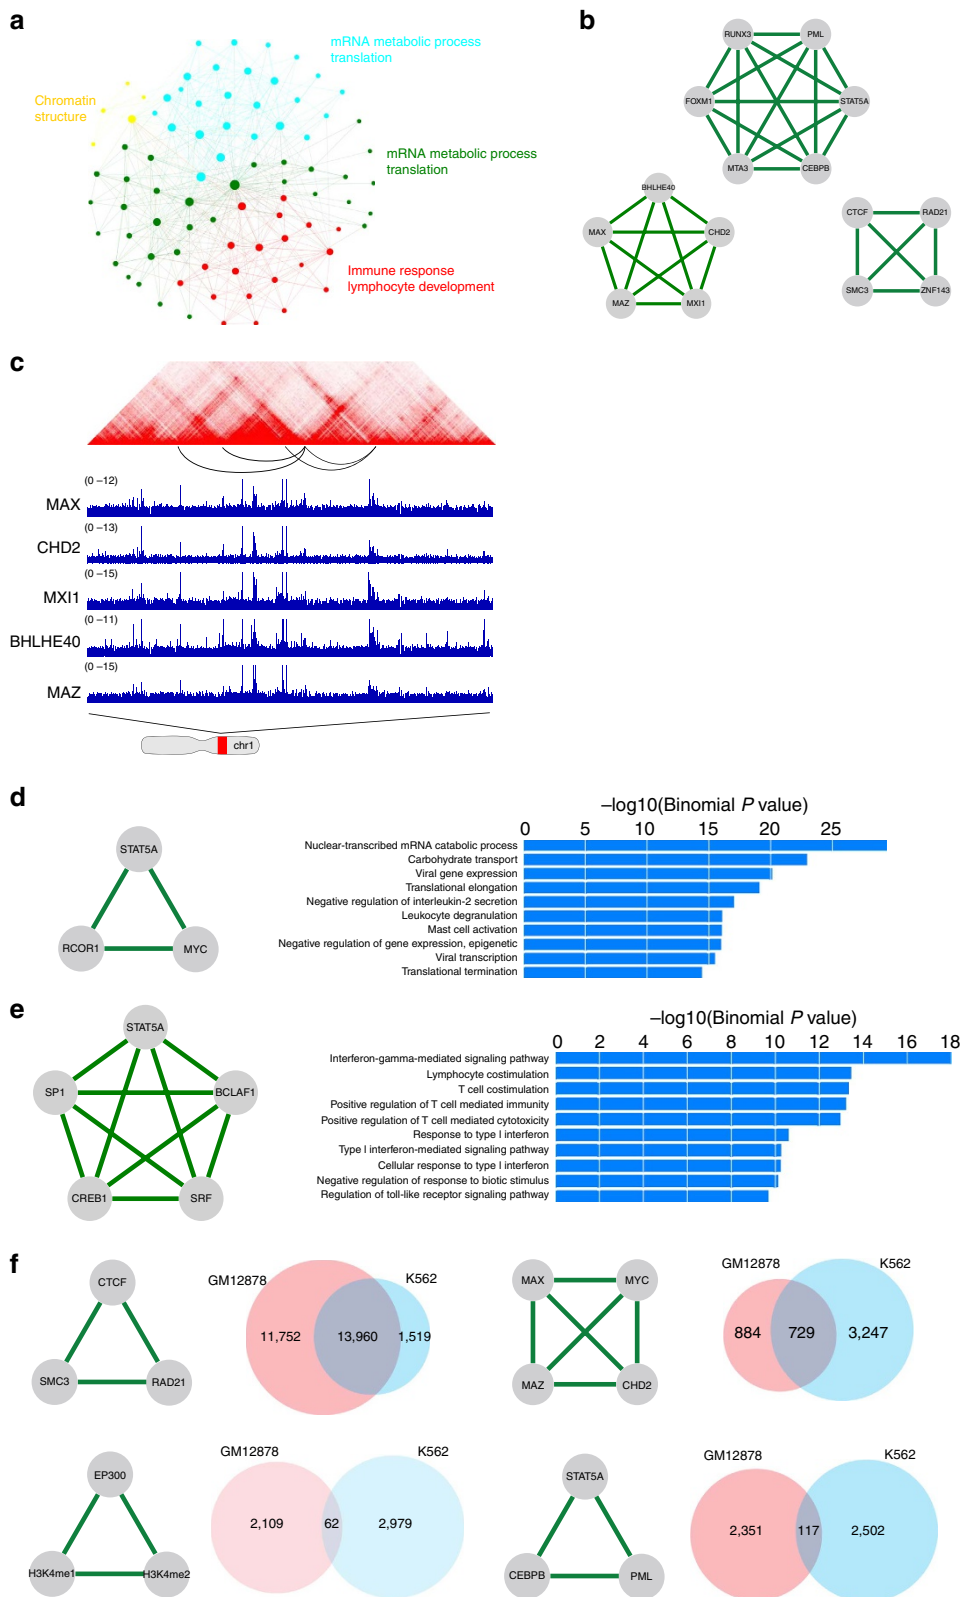 a
mRNA metabolic process
translation
Chromatin
structure
mRNA metabolic process
translation
Immune response
lymphocyte development
b
RUNX3
PML
FOXM1
STAT5A
MTA3
CEBPB
BHLHE40
MAX
CHD2
MAZ
MXI1
CTCF
RAD21
SMC3
ZNF143
c
(0 –12)
MAX
(0 –13)
CHD2
(0 –15)
MXI1
(0 –11)
BHLHE40
(0 –15)
MAZ
chr1
d
STAT5A
RCOR1
MYC
–log10(Binomial P value)
0 5 10 15 20 25
Nuclear-transcribed mRNA catabolic process
Carbohydrate transport
Viral gene expression
Translational elongation
Negative regulation of interleukin-2 secretion
Leukocyte degranulation
Mast cell activation
Negative regulation of gene expression, epigenetic
Viral transcription
Translational termination
e
STAT5A
SP1
BCLAF1
CREB1
SRF
–log10(Binomial P value)
0 2 4 6 8 10 12 14 16 18
Interferon-gamma-mediated signaling pathway
Lymphocyte costimulation
T cell costimulation
Positive regulation of T cell mediated immunity
Positive regulation of T cell mediated cytotoxicity
Response to type I interferon
Type I interferon-mediated signaling pathway
Cellular response to type I interferon
Negative regulation of response to biotic stimulus
Regulation of toll-like receptor signaling pathway
f
CTCF
SMC3
RAD21
GM12878
K562
11,752
13,960
1,519
MAX
MYC
MAZ
CHD2
GM12878
K562
884
729
3,247
EP300
H3K4me1
H3K4me2
GM12878
K562
2,109
62
2,979
STAT5A
CEBPB
PML
GM12878
K562
2,351
117
2,502